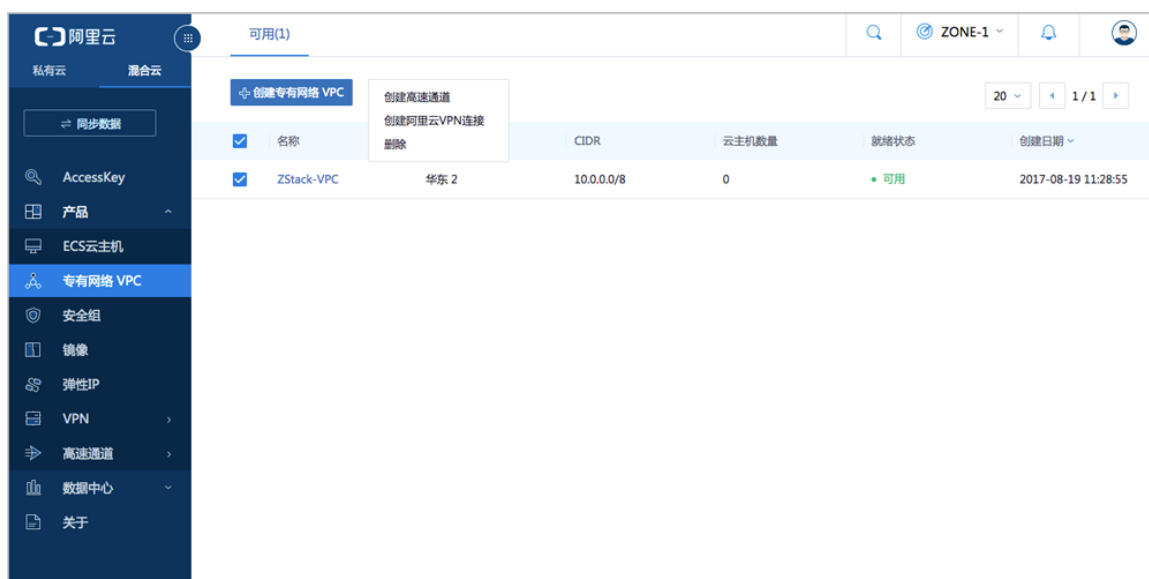 阿里云
可用(1)
ZONE-1
私有云 混合云
同步数据
创建专有网络 VPC
创建高速通道
创建阿里云VPN连接
删除
20
1 / 1
名称 CIDR 云主机数量 就绪状态 创建日期
ZStack-VPC 华东 2 10.0.0.0/8 0 可用 2017-08-19 11:28:55
AccessKey
产品
ECS云主机
专有网络 VPC
安全组
镜像
弹性IP
VPN
高速通道
数据中心
关于